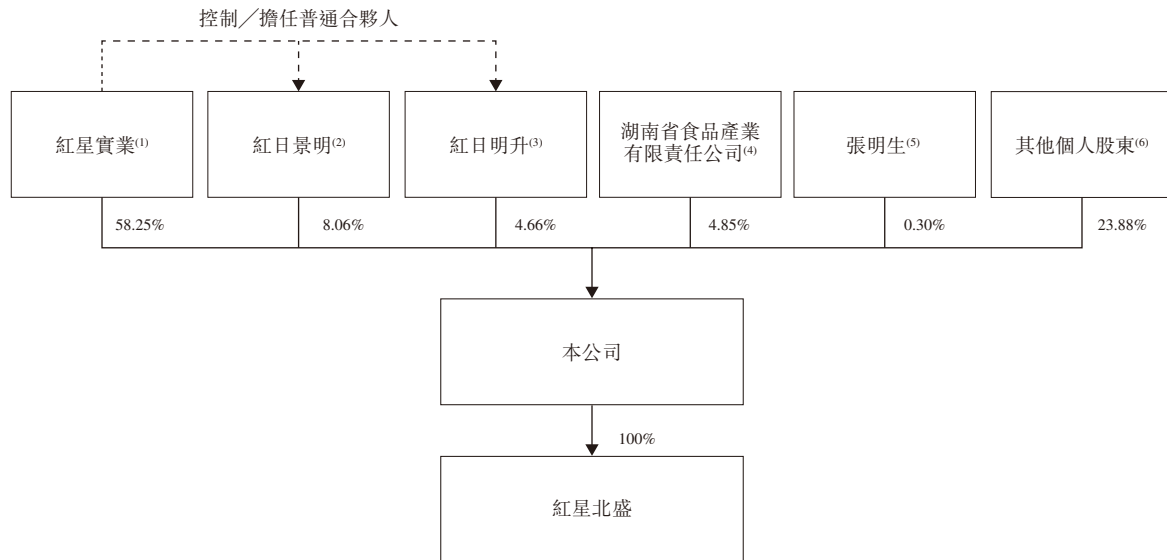 控制／擔任普通合夥人
紅星實業(1)
紅日景明(2)
紅日明升(3)
湖南省食品產業
有限責任公司(4)
張明生(5)
其他個人股東(6)
58.25%
8.06%
4.66%
4.85%
0.30%
23.88%
本公司
100%
紅星北盛